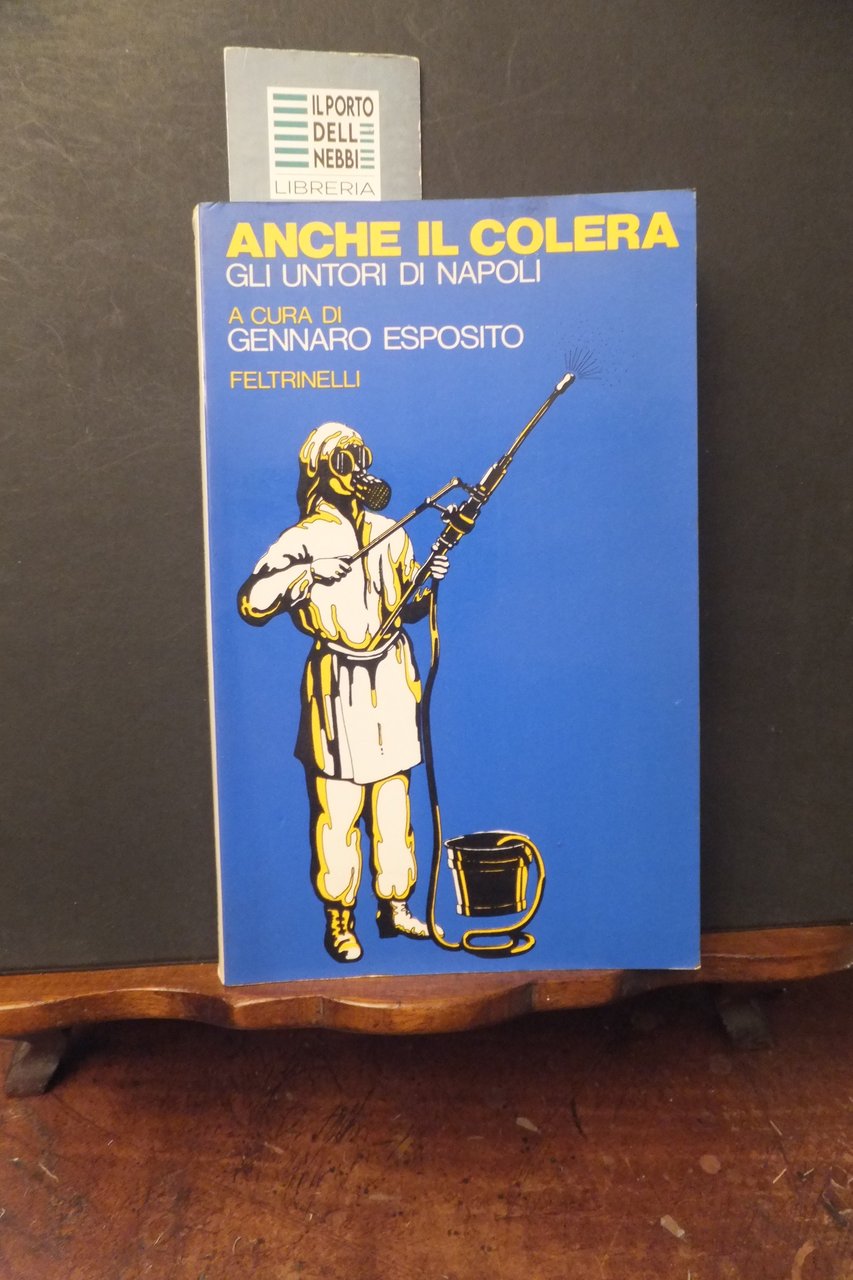 IL PORTO
DELL
NEBBI
LIBRERIA
ANCHE IL COLERA
GLI UNTORI DI NAPOLI
A CURA DI
GENNARO ESPOSITO
FELTRINELLI